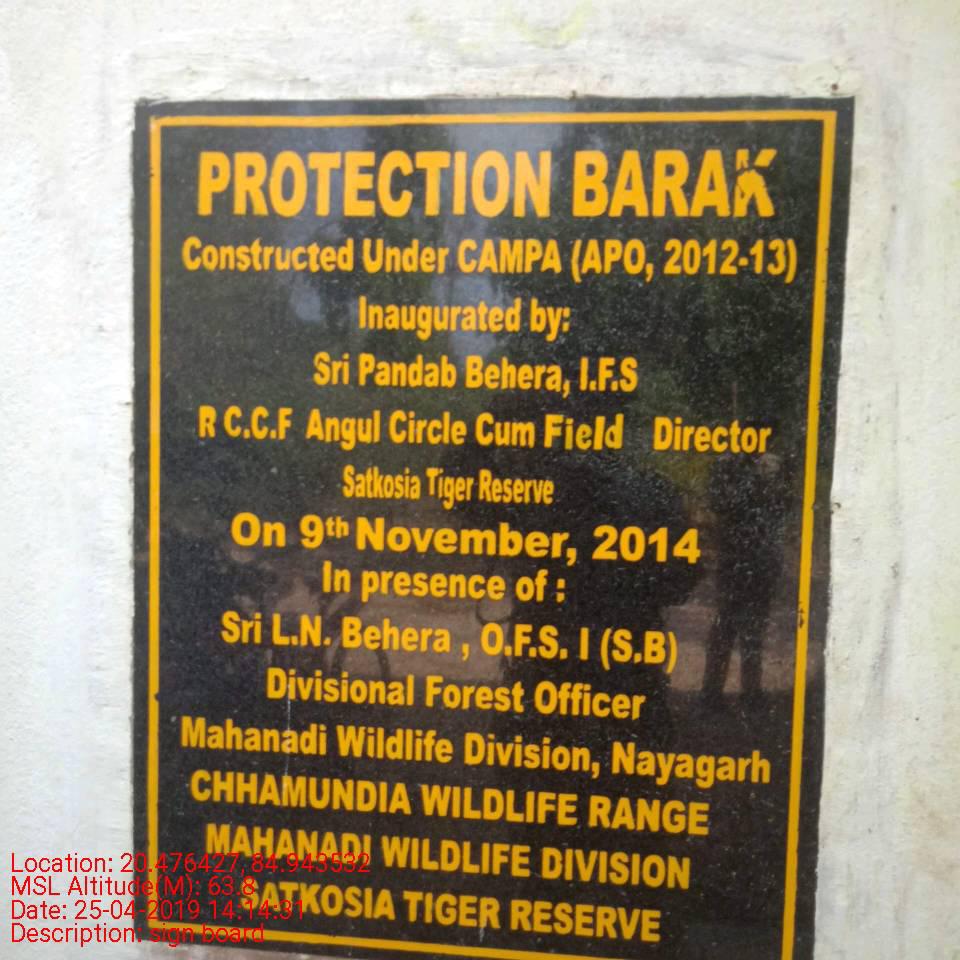 PROTECTION BARAK
Constructed Under CAMPA (APO, 2012-13)
Inaugurated by:
Sri Pandab Behera, I.F.S
R C.C.F Angul Circle Cum Field Director
Satkosia Tiger Reserve
On 9th November, 2014
In presence of :
Sri L.N. Behera , O.F.S. I (S.B)
Divisional Forest Officer
Mahanadi Wildlife Division, Nayagarh
CHHAMUNDIA WILDLIFE RANGE
MAHANADI WILDLIFE DIVISION
SATKOSIA TIGER RESERVE
Location: 20.476427, 84.943532
MSL Altitude(M): 63.8
Date: 25-04-2019 14:14:31
Description: sign board